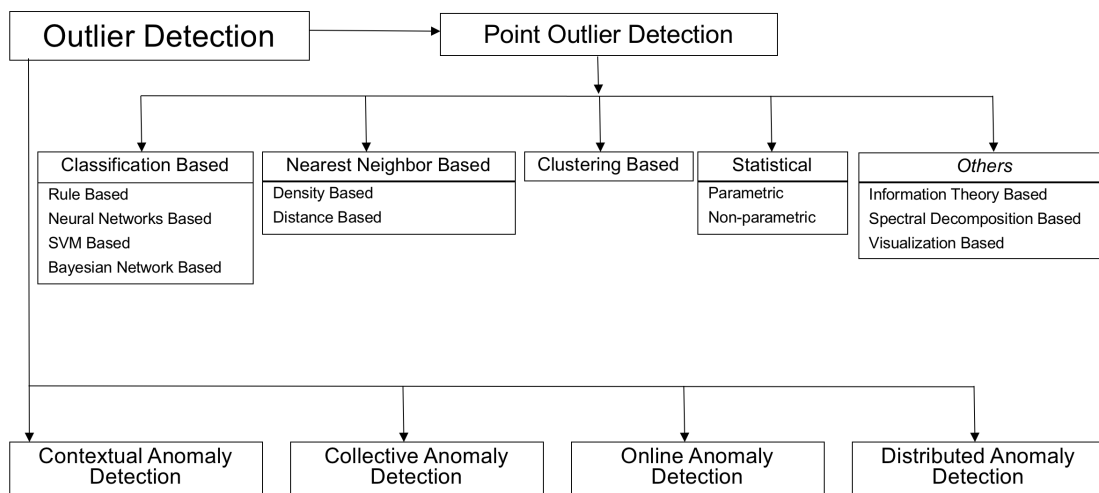 Outlier Detection
Point Outlier Detection
Classification Based
Rule Based
Neural Networks Based
SVM Based
Bayesian Network Based
Nearest Neighbor Based
Density Based
Distance Based
Clustering Based
Statistical
Parametric
Non-parametric
Others
Information Theory Based
Spectral Decomposition Based
Visualization Based
Contextual Anomaly
Detection
Collective Anomaly
Detection
Online Anomaly
Detection
Distributed Anomaly
Detection